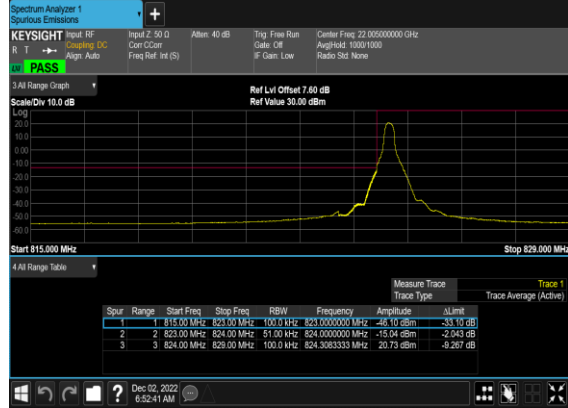 Spectrum Analyzer 1
Spurious Emissions
KEYSIGHT Input: RF Input Z: 50 Ω Atten: 40 dB Trig: Free Run Center Freq: 22.005000000 GHz
R T Coupling: DC Corr CCorr Gate: Off Avg|Hold: 1000/1000
Align: Auto Freq Ref: Int (S) IF Gain: Low Radio Std: None
PASS
3 All Range Graph
Ref Lvl Offset 7.60 dB
Scale/Div 10.0 dB Ref Value 30.00 dBm
Log
20.0
10.0
0.00
-10.0
-20.0
-30.0
-40.0
-50.0
-60.0
Start 815.000 MHz Stop 829.000 MHz
4 All Range Table
Measure Trace Trace 1
Trace Type Trace Average (Active)
Spur Range Start Freq Stop Freq RBW Frequency Amplitude ΔLimit
1 1 815.00 MHz 823.00 MHz 100.0 kHz 823.0000000 MHz -46.10 dBm -33.10 dB
2 2 823.00 MHz 824.00 MHz 51.00 kHz 824.0000000 MHz -15.04 dBm -2.043 dB
3 3 824.00 MHz 829.00 MHz 100.0 kHz 824.3083333 MHz 20.73 dBm -9.267 dB
Dec 02, 2022
6:52:41 AM